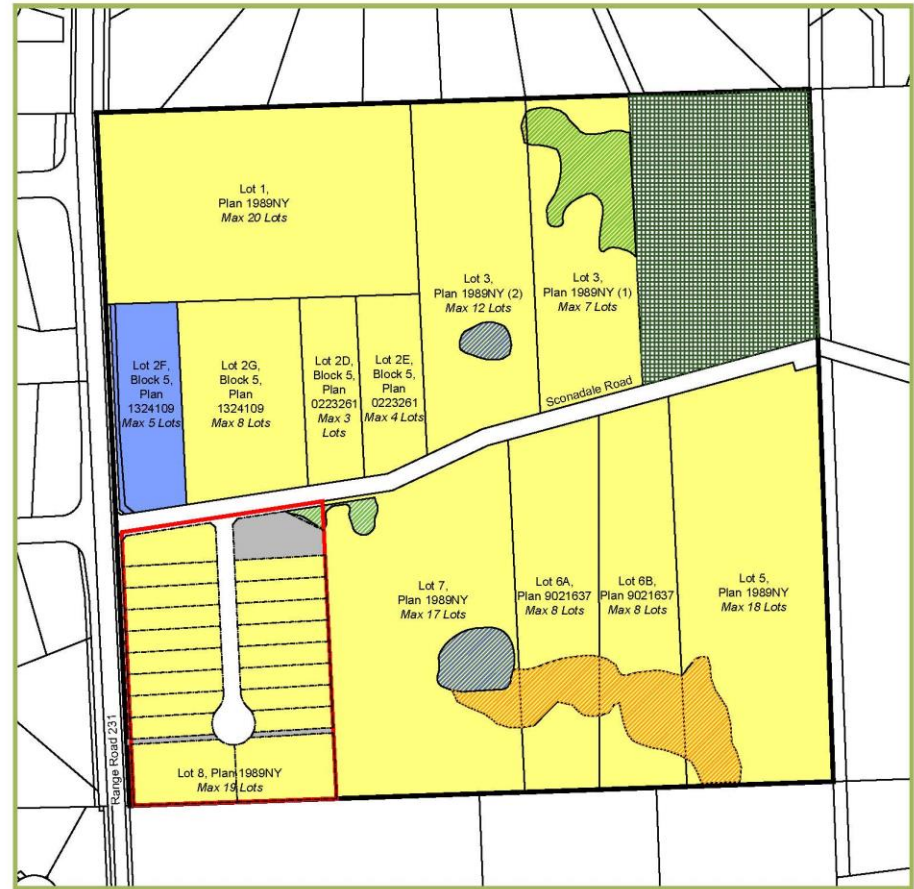 Lot 1,
Plan 1989NY
Max 20 Lots
Lot 3,
Plan 1989NY (2)
Max 12 Lots
Lot 3,
Plan 1989NY (1)
Max 7 Lots
Lot 2F,
Block 5,
Plan
1324109
Max 5 Lots
Lot 2G,
Block 5,
Plan
1324109
Max 8 Lots
Lot 2D,
Block 5,
Plan
0223261
Max 3
Lots
Lot 2E,
Block 5,
Plan
0223261
Max 4 Lots
Sconadale Road
Lot 7,
Plan 1989NY
Max 17 Lots
Lot 6A,
Plan 9021637
Max 8 Lots
Lot 6B,
Plan 9021637
Max 8 Lots
Lot 5,
Plan 1989NY
Max 18 Lots
Range Road 231
Lot 8, Plan 1989NY
Max 19 Lots